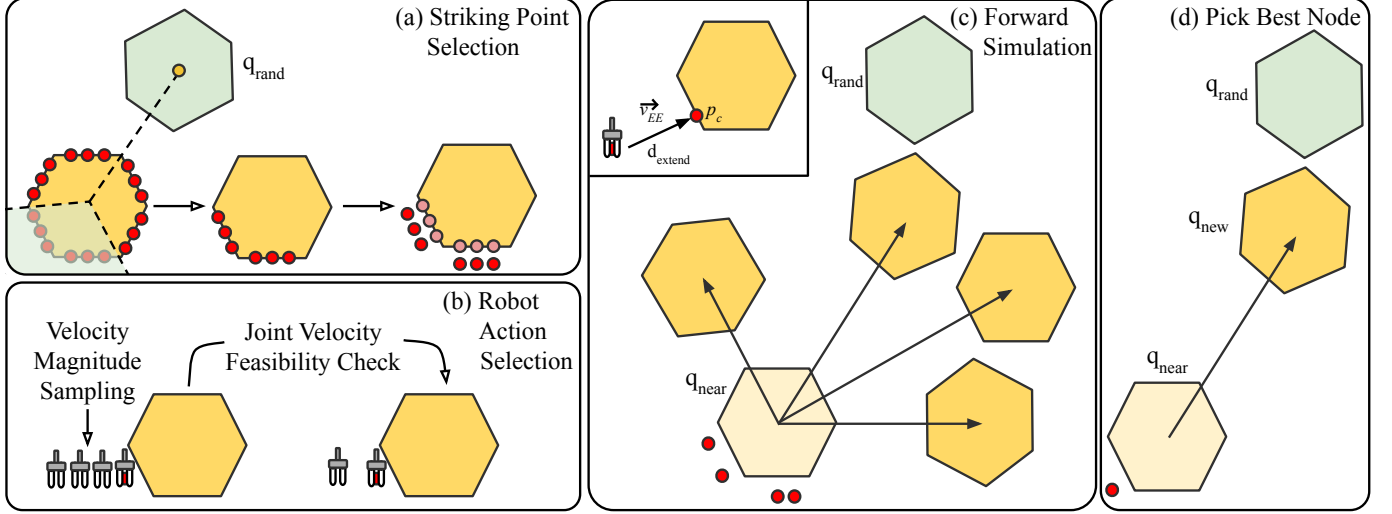 (a) Striking Point
Selection
q_rand
(b) Robot
Action
Selection
Velocity
Magnitude
Sampling
Joint Velocity
Feasibility Check
(c) Forward
Simulation
v_EE
p_c
d_extend
q_rand
q_near
(d) Pick Best Node
q_rand
q_new
q_near